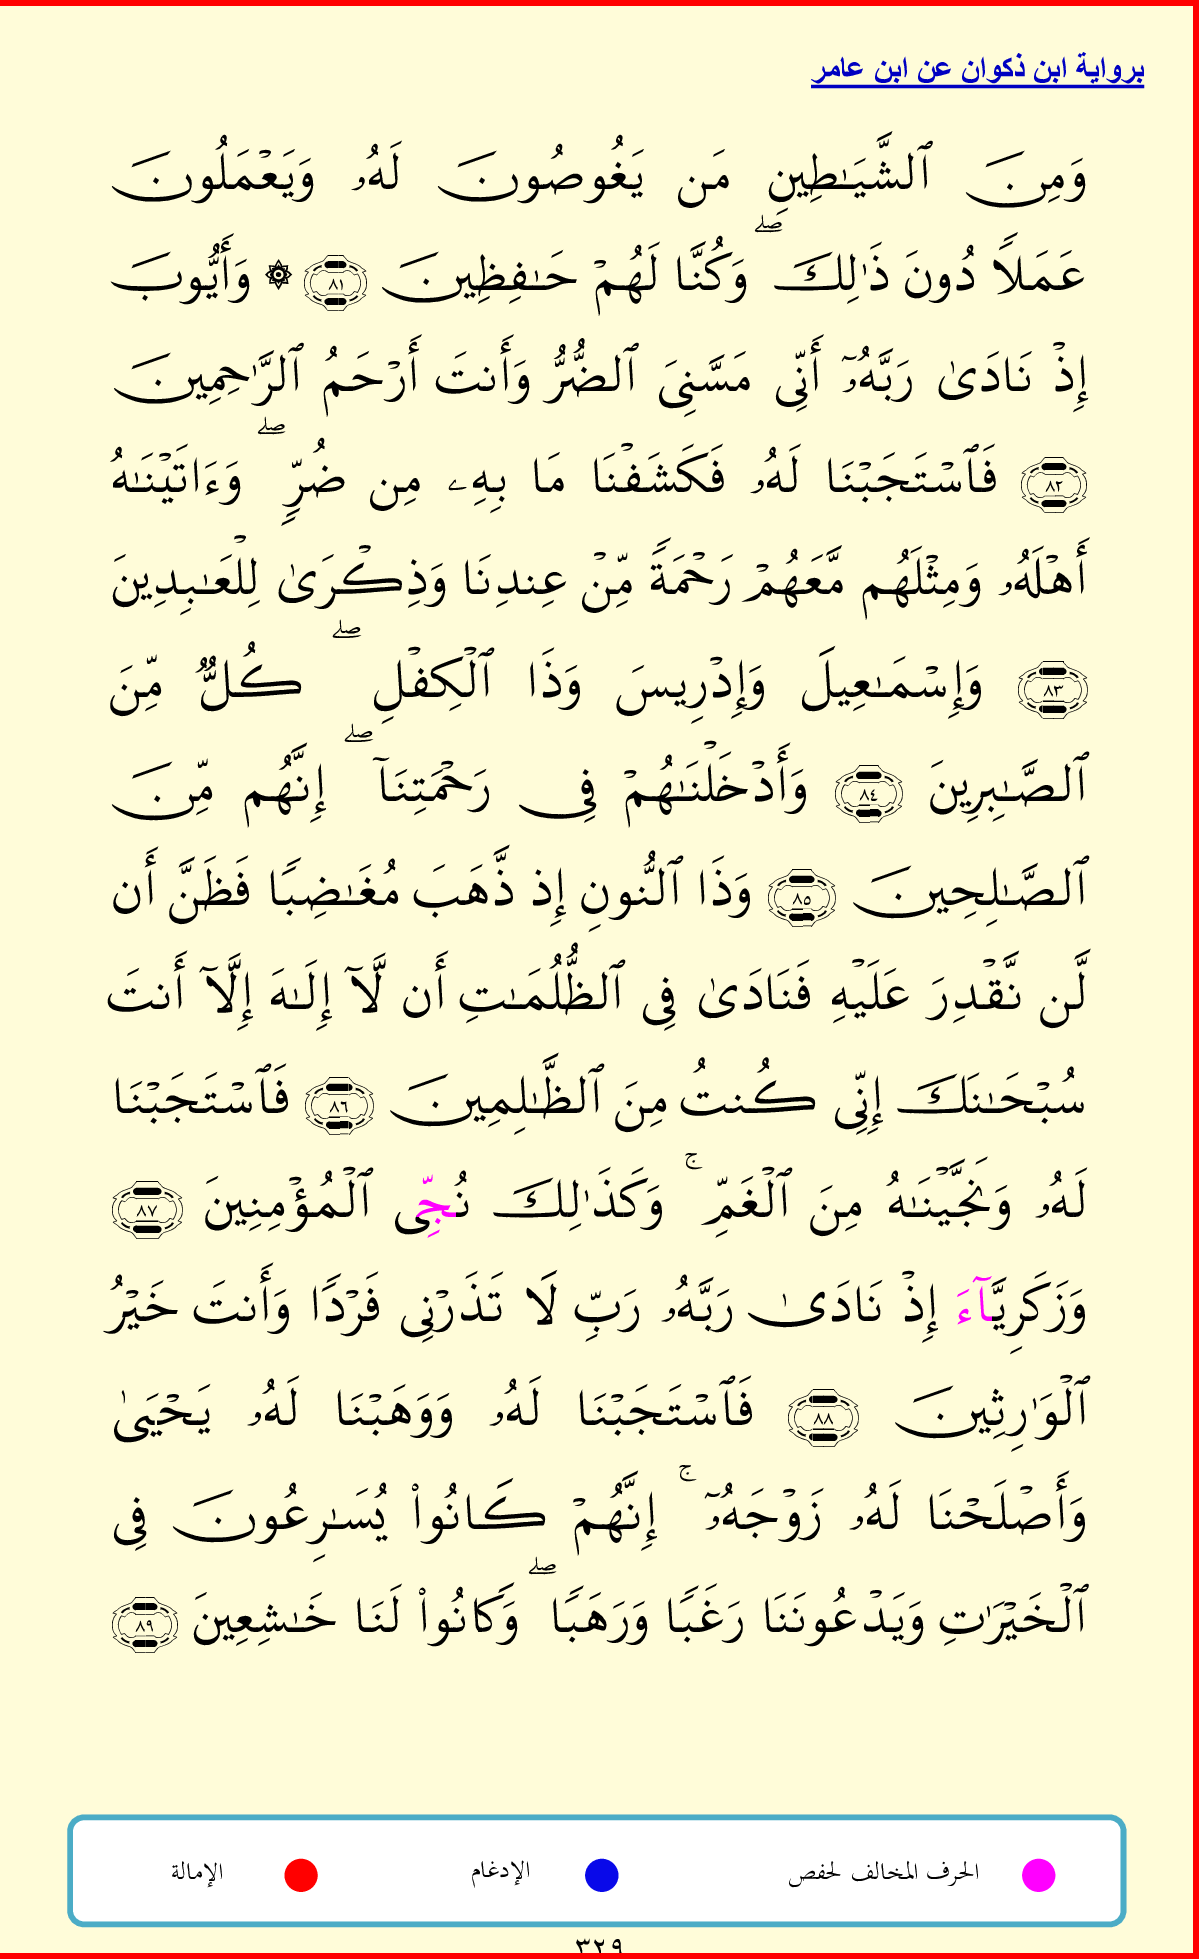 برواية ابن ذكوان عن ابن عامر
وَمِنَ ٱلشَّيَـٰطِينِ مَن يَغُوصُونَ لَهُۥ وَيَعْمَلُونَ
عَمَلًا دُونَ ذَٰلِكَ ۖ وَكُنَّا لَهُمْ حَـٰفِظِينَ ٨١ ۞ وَأَيُّوبَ
إِذْ نَادَىٰ رَبَّهُۥٓ أَنِّى مَسَّنِىَ ٱلضُّرُّ وَأَنتَ أَرْحَمُ ٱلرَّٰحِمِينَ
٨٢ فَٱسْتَجَبْنَا لَهُۥ فَكَشَفْنَا مَا بِهِۦ مِن ضُرٍّ ۖ وَءَاتَيْنَـٰهُ
أَهْلَهُۥ وَمِثْلَهُم مَّعَهُمْ رَحْمَةً مِّنْ عِندِنَا وَذِكْرَىٰ لِلْعَـٰبِدِينَ
٨٣ وَإِسْمَـٰعِيلَ وَإِدْرِيسَ وَذَا ٱلْكِفْلِ ۖ كُلٌّ مِّنَ
ٱلصَّـٰبِرِينَ ٨٤ وَأَدْخَلْنَـٰهُمْ فِى رَحْمَتِنَآ ۖ إِنَّهُم مِّنَ
ٱلصَّـٰلِحِينَ ٨٥ وَذَا ٱلنُّونِ إِذ ذَّهَبَ مُغَـٰضِبًا فَظَنَّ أَن
لَّن نَّقْدِرَ عَلَيْهِ فَنَادَىٰ فِى ٱلظُّلُمَـٰتِ أَن لَّآ إِلَـٰهَ إِلَّآ أَنتَ
سُبْحَـٰنَكَ إِنِّى كُنتُ مِنَ ٱلظَّـٰلِمِينَ ٨٦ فَٱسْتَجَبْنَا
لَهُۥ وَنَجَّيْنَـٰهُ مِنَ ٱلْغَمِّ ۚ وَكَذَٰلِكَ نُجِّى ٱلْمُؤْمِنِينَ ٨٧
وَزَكَرِيَّآءَ إِذْ نَادَىٰ رَبَّهُۥ رَبِّ لَا تَذَرْنِى فَرْدًا وَأَنتَ خَيْرُ
ٱلْوَٰرِثِينَ ٨٨ فَٱسْتَجَبْنَا لَهُۥ وَوَهَبْنَا لَهُۥ يَحْيَىٰ
وَأَصْلَحْنَا لَهُۥ زَوْجَهُۥٓ ۚ إِنَّهُمْ كَانُوا۟ يُسَـٰرِعُونَ فِى
ٱلْخَيْرَٰتِ وَيَدْعُونَنَا رَغَبًا وَرَهَبًا ۖ وَكَانُوا۟ لَنَا خَـٰشِعِينَ ٨٩
الحرف المخالف لحفص الإدغام الإمالة
٣٢٩